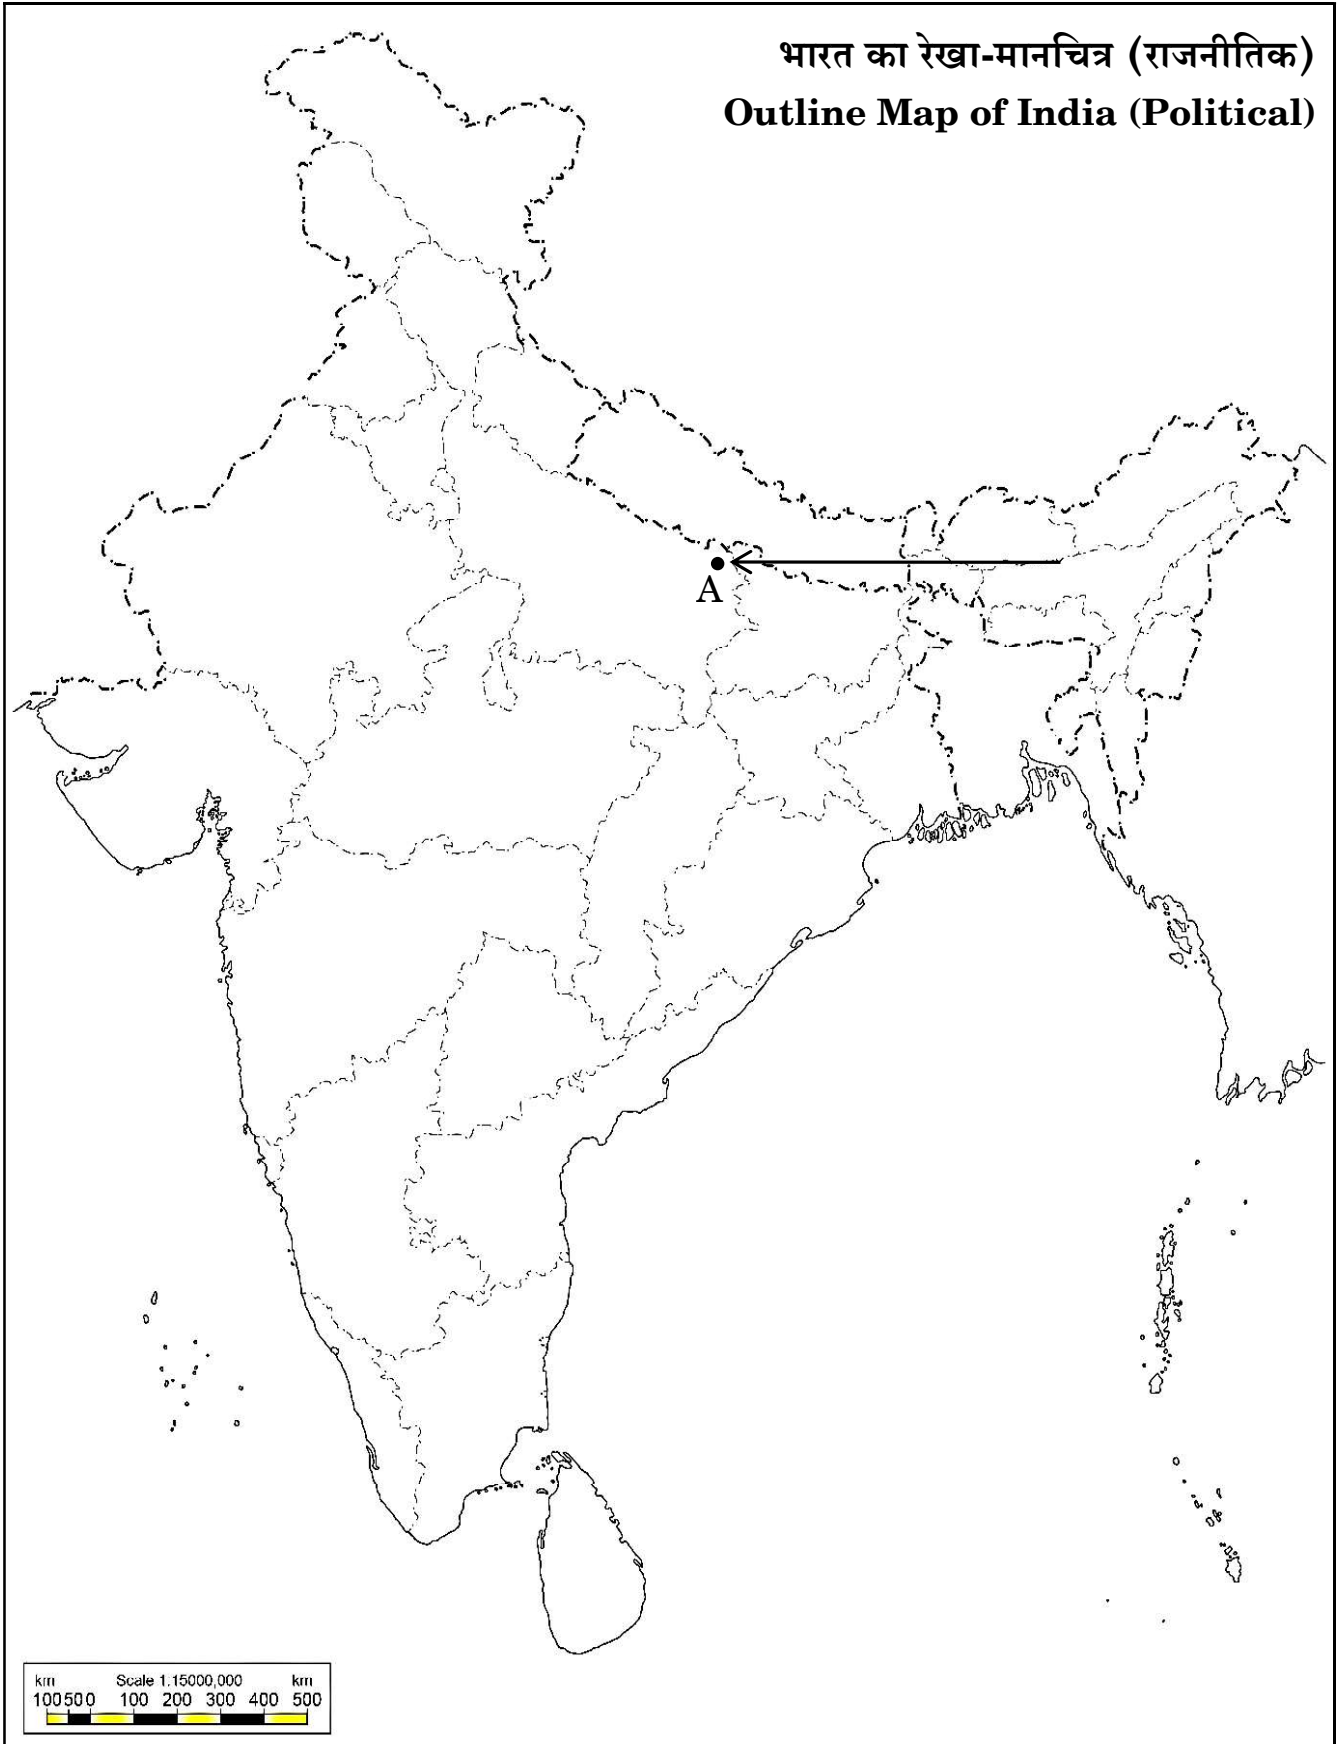 भारत का रेखा-मानचित्र (राजनीतिक)
Outline Map of India (Political)
A
km Scale 1:15000,000 km
100 50 0 100 200 300 400 500